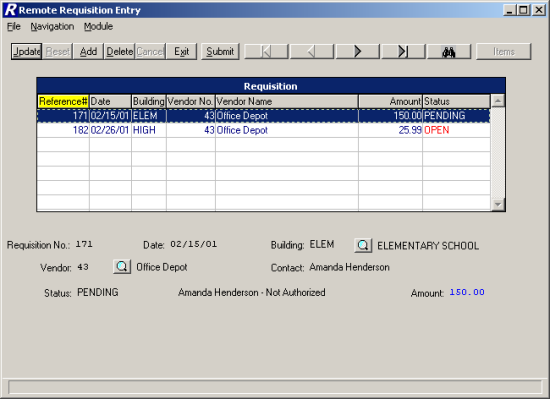 R Remote Requisition Entry
File Navigation Module
Update Reset Add Delete Cancel Exit Submit Items
Requisition
Reference# Date Building Vendor No. Vendor Name Amount Status
171 02/15/01 ELEM 43 Office Depot 150.00 PENDING
182 02/26/01 HIGH 43 Office Depot 25.99 OPEN
Requisition No.: 171 Date: 02/15/01 Building: ELEM ELEMENTARY SCHOOL
Vendor: 43 Office Depot Contact: Amanda Henderson
Status: PENDING Amanda Henderson - Not Authorized Amount: 150.00